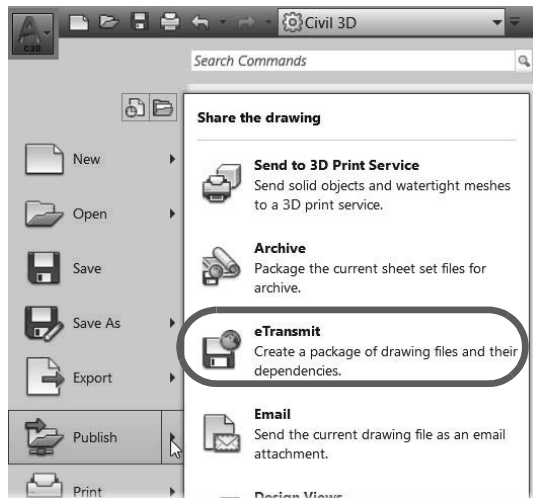 C3D
Civil 3D
Search Commands
Share the drawing
New
Open
Save
Save As
Export
Publish
Print
Send to 3D Print Service
Send solid objects and watertight meshes
to a 3D print service.
Archive
Package the current sheet set files for
archive.
eTransmit
Create a package of drawing files and their
dependencies.
Email
Send the current drawing file as an email
attachment.
Design Views